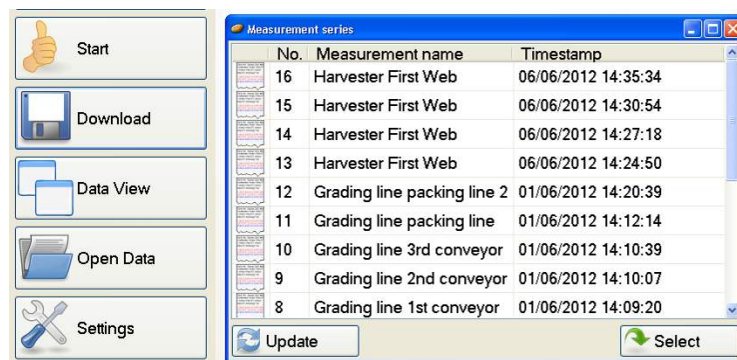 Start
Download
Data View
Open Data
Settings
Measurement series
No. Measurement name Timestamp
16 Harvester First Web 06/06/2012 14:35:34
15 Harvester First Web 06/06/2012 14:30:54
14 Harvester First Web 06/06/2012 14:27:18
13 Harvester First Web 06/06/2012 14:24:50
12 Grading line packing line 2 01/06/2012 14:20:39
11 Grading line packing line 01/06/2012 14:12:14
10 Grading line 3rd conveyor 01/06/2012 14:10:39
9 Grading line 2nd conveyor 01/06/2012 14:10:07
8 Grading line 1st conveyor 01/06/2012 14:09:20
Update Select